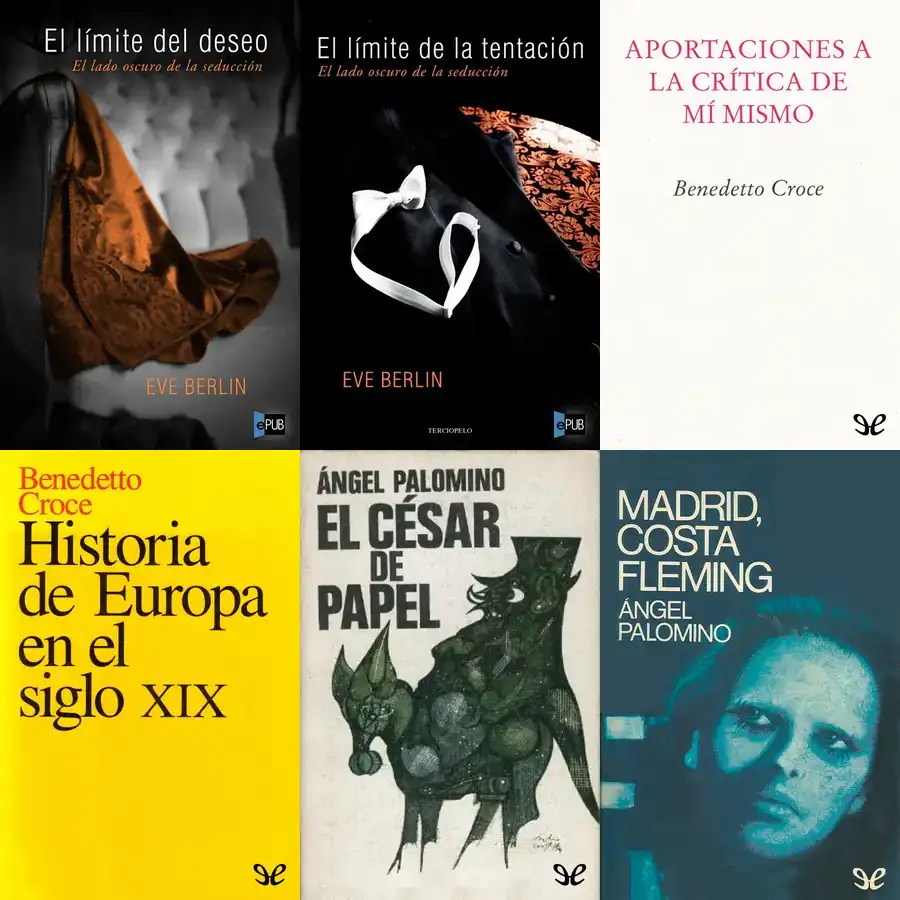 El límite del deseo
El lado oscuro de la seducción
EVE BERLIN
ePUB
El límite de la tentación
El lado oscuro de la seducción
EVE BERLIN
TERCIOPELO
ePUB
APORTACIONES A
LA CRÍTICA DE
MÍ MISMO
Benedetto Croce
Benedetto
Croce
Historia
de Europa
en el
siglo XIX
ÁNGEL PALOMINO
EL CÉSAR
DE
PAPEL
MADRID,
COSTA
FLEMING
ÁNGEL
PALOMINO